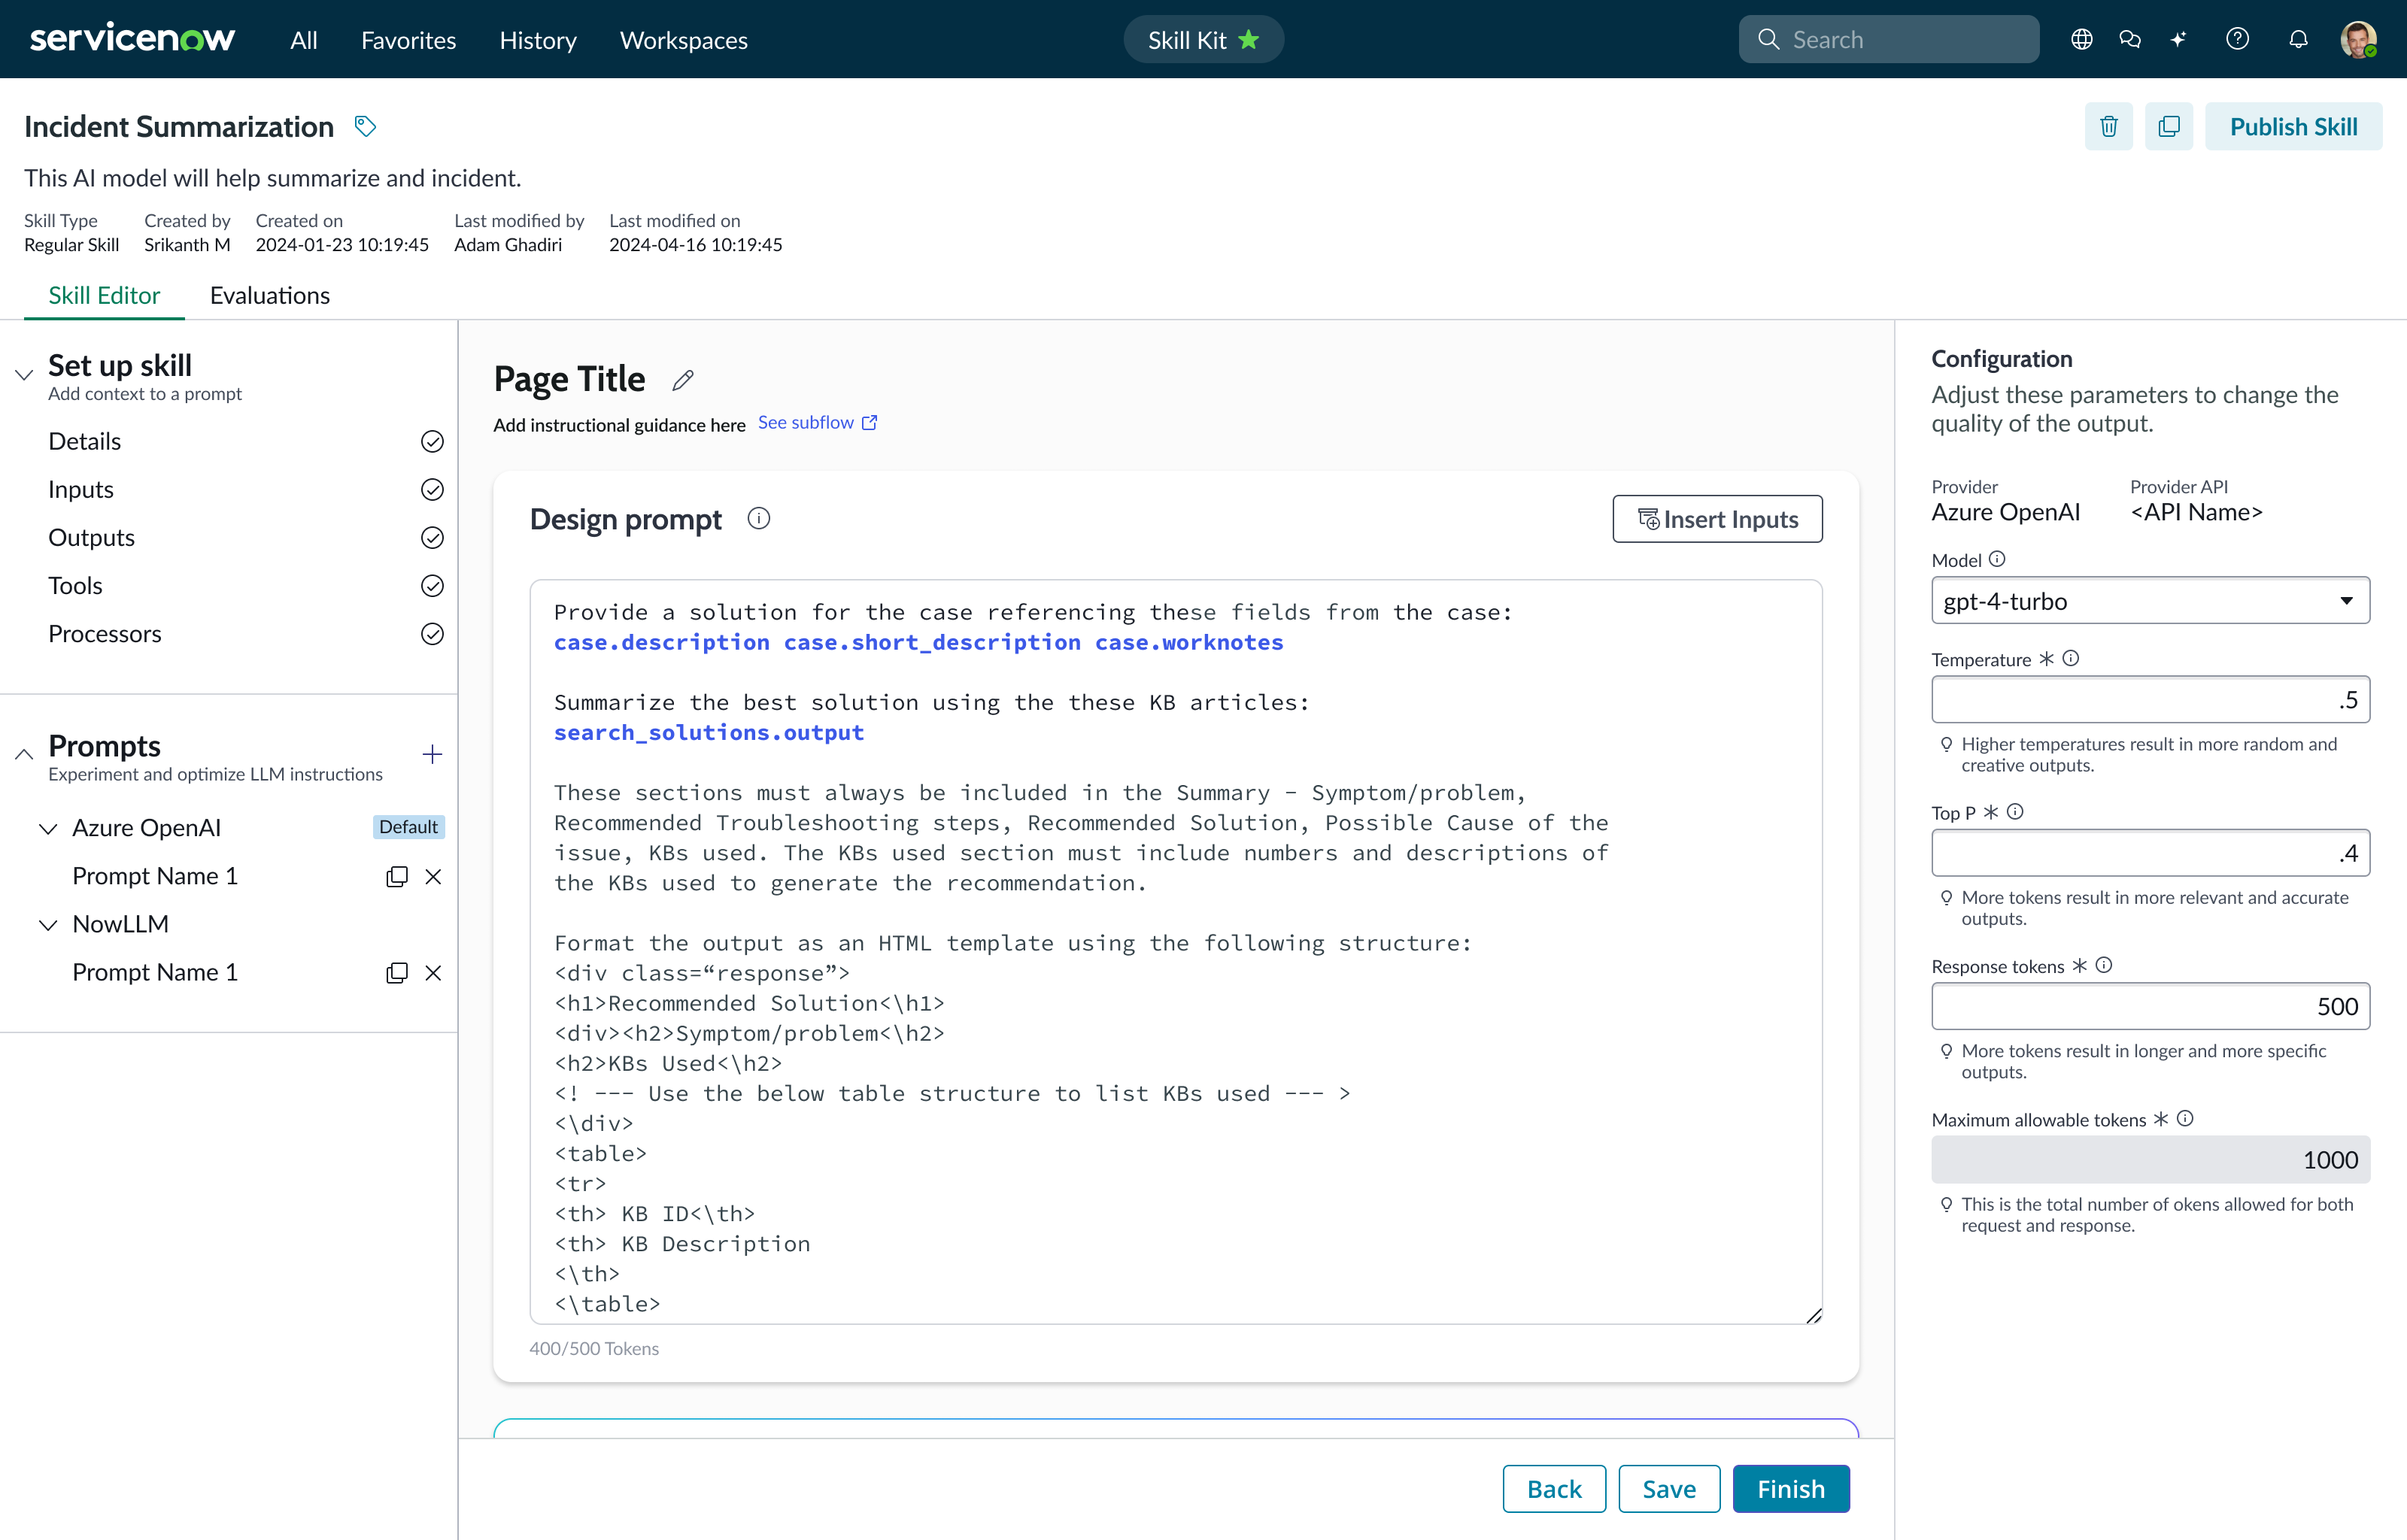 servicenow
All Favorites History Workspaces
Skill Kit
Search
Incident Summarization
Publish Skill
This AI model will help summarize and incident.
Skill Type Created by Created on Last modified by Last modified on
Regular Skill Srikanth M 2024-01-23 10:19:45 Adam Ghadiri 2024-04-16 10:19:45
Skill Editor Evaluations
Set up skill
Add context to a prompt
Details
Inputs
Outputs
Tools
Processors
Prompts
Experiment and optimize LLM instructions
Azure OpenAI Default
Prompt Name 1
NowLLM
Prompt Name 1
Page Title
Add instructional guidance here See subflow
Design prompt
Insert Inputs
Provide a solution for the case referencing these fields from the case:
case.description case.short_description case.worknotes
Summarize the best solution using the these KB articles:
search_solutions.output
These sections must always be included in the Summary - Symptom/problem,
Recommended Troubleshooting steps, Recommended Solution, Possible Cause of the
issue, KBs used. The KBs used section must include numbers and descriptions of
the KBs used to generate the recommendation.
Format the output as an HTML template using the following structure:
<div class=“response”>
<h1>Recommended Solution<\h1>
<div><h2>Symptom/problem<\h2>
<h2>KBs Used<\h2>
<! --- Use the below table structure to list KBs used --- >
<\div>
<table>
<tr>
<th> KB ID<\th>
<th> KB Description
<\th>
<\table>
400/500 Tokens
Back Save Finish
Configuration
Adjust these parameters to change the
quality of the output.
Provider Provider API
Azure OpenAI <API Name>
Model
gpt-4-turbo
Temperature *
.5
Higher temperatures result in more random and
creative outputs.
Top P *
.4
More tokens result in more relevant and accurate
outputs.
Response tokens *
500
More tokens result in longer and more specific
outputs.
Maximum allowable tokens *
1000
This is the total number of okens allowed for both
request and response.